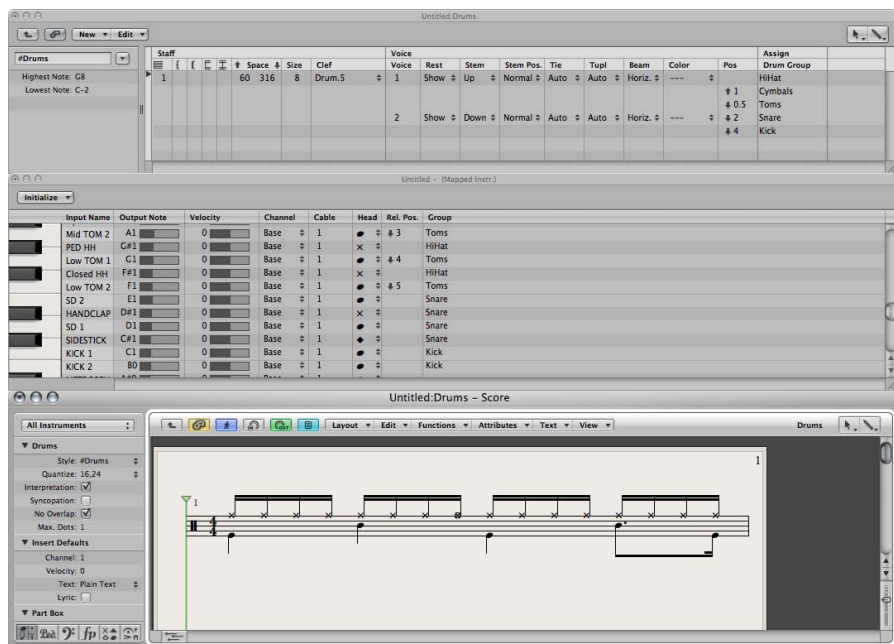 Untitled:Drums
New Edit
#Drums
Highest Note: G8
Lowest Note: C-2
Staff Voice Assign
Space Size Clef Voice Rest Stem Stem Pos. Tie Tupl Beam Color Pos Drum Group
1 60 316 8 Drum.5 1 Show Up Normal Auto Auto Horiz. --- HiHat
1 Cymbals
0.5 Toms
2 Show Down Normal Auto Auto Horiz. --- 2 Snare
4 Kick
Untitled - (Mapped Instr.)
Initialize
Input Name Output Note Velocity Channel Cable Head Rel. Pos. Group
Mid TOM 2 A1 0 Base 1 3 Toms
PED HH G#1 0 Base 1 HiHat
Low TOM 1 G1 0 Base 1 4 Toms
Closed HH F#1 0 Base 1 HiHat
Low TOM 2 F1 0 Base 1 5 Toms
SD 2 E1 0 Base 1 Snare
HANDCLAP D#1 0 Base 1 Snare
SD 1 D1 0 Base 1 Snare
SIDESTICK C#1 0 Base 1 Snare
KICK 1 C1 0 Base 1 Kick
KICK 2 B0 0 Base 1 Kick
Untitled:Drums - Score
All Instruments
Layout Edit Functions Attributes Text View Drums
Drums
Style: #Drums
Quantize: 16,24
Interpretation:
Syncopation:
No Overlap:
Max. Dots: 1
Insert Defaults
Channel: 1
Velocity: 0
Text: Plain Text
Lyric:
Part Box
fp
1
1
4
4